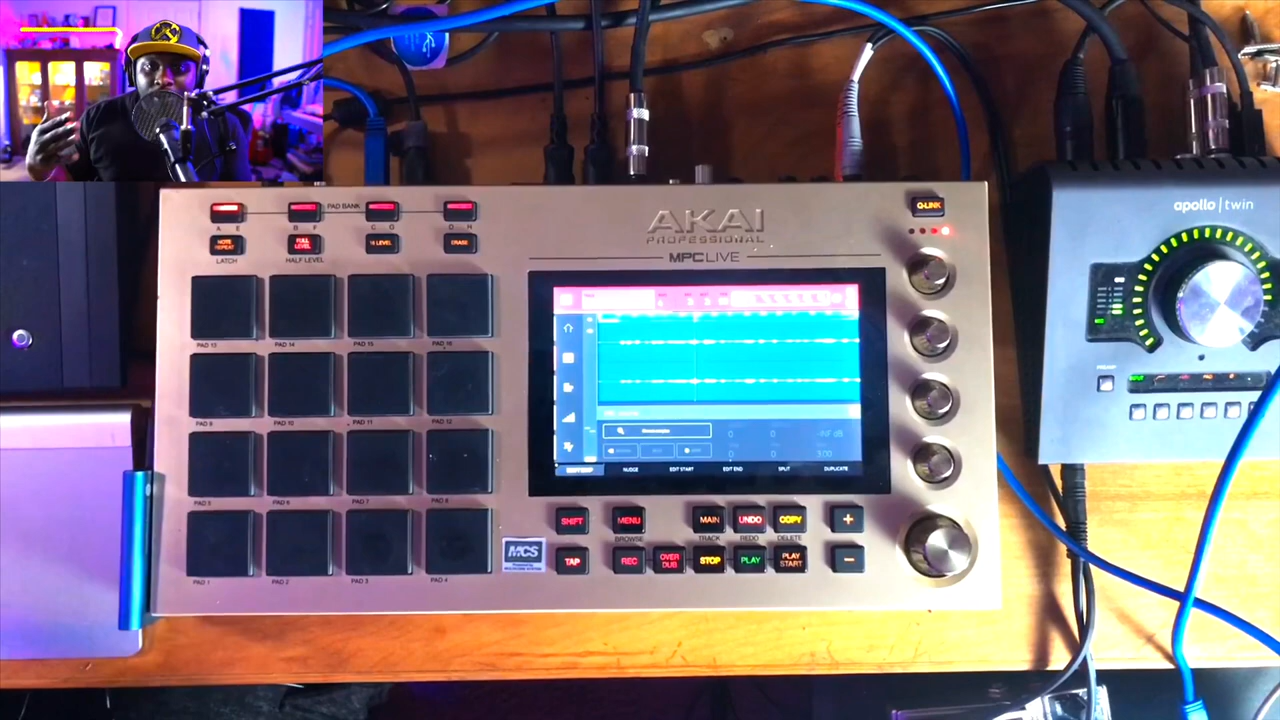 PAD BANK
A E B F C G D H
NOTE REPEAT FULL LEVEL 16 LEVEL ERASE
LATCH HALF LEVEL
AKAI
PROFESSIONAL
MPC LIVE
Q-LINK
PAD 13 PAD 14 PAD 15 PAD 16
PAD 9 PAD 10 PAD 11 PAD 12
PAD 5 PAD 6 PAD 7 PAD 8
PAD 1 PAD 2 PAD 3 PAD 4
NUDGE EDIT START EDIT END SPLIT DUPLICATE
-INF dB
SHIFT MENU MAIN UNDO COPY +
BROWSE TRACK REDO DELETE
TAP REC OVER DUB STOP PLAY PLAY START -
MCS
apollo | twin
PREAMP
INPUT